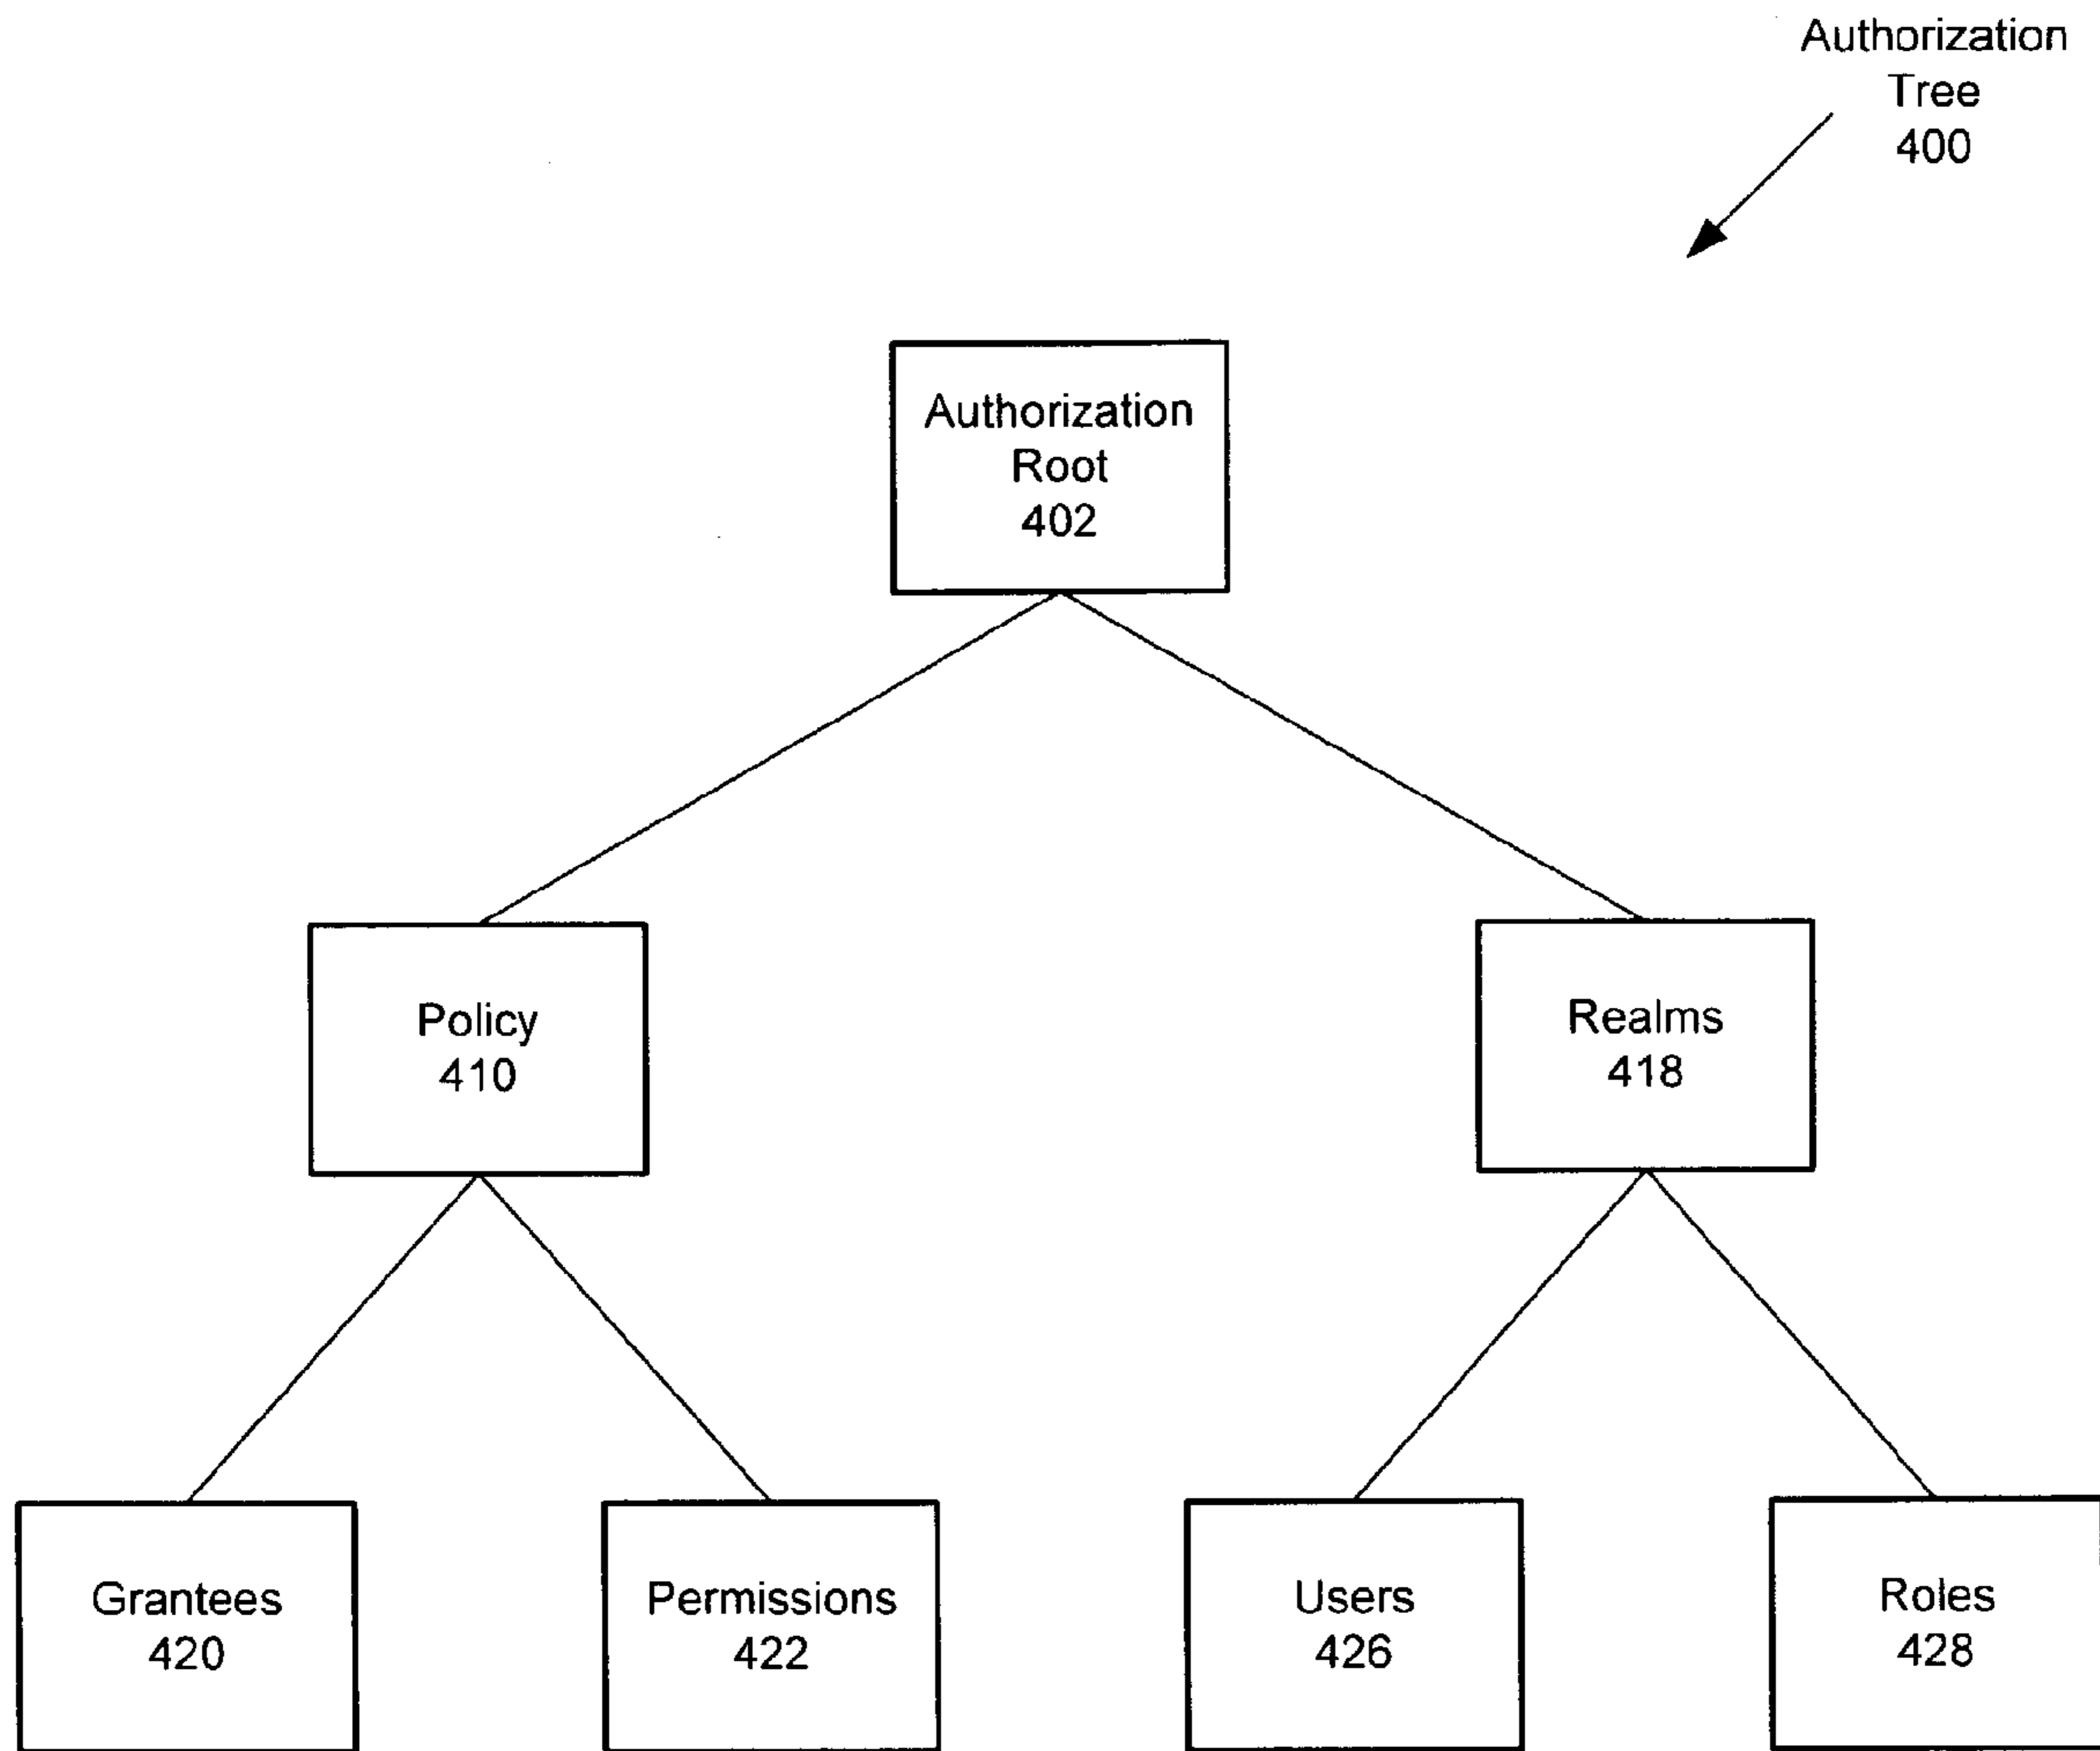 Authorization
Tree
400
Authorization
Root
402
Policy
410
Realms
418
Grantees
420
Permissions
422
Users
426
Roles
428